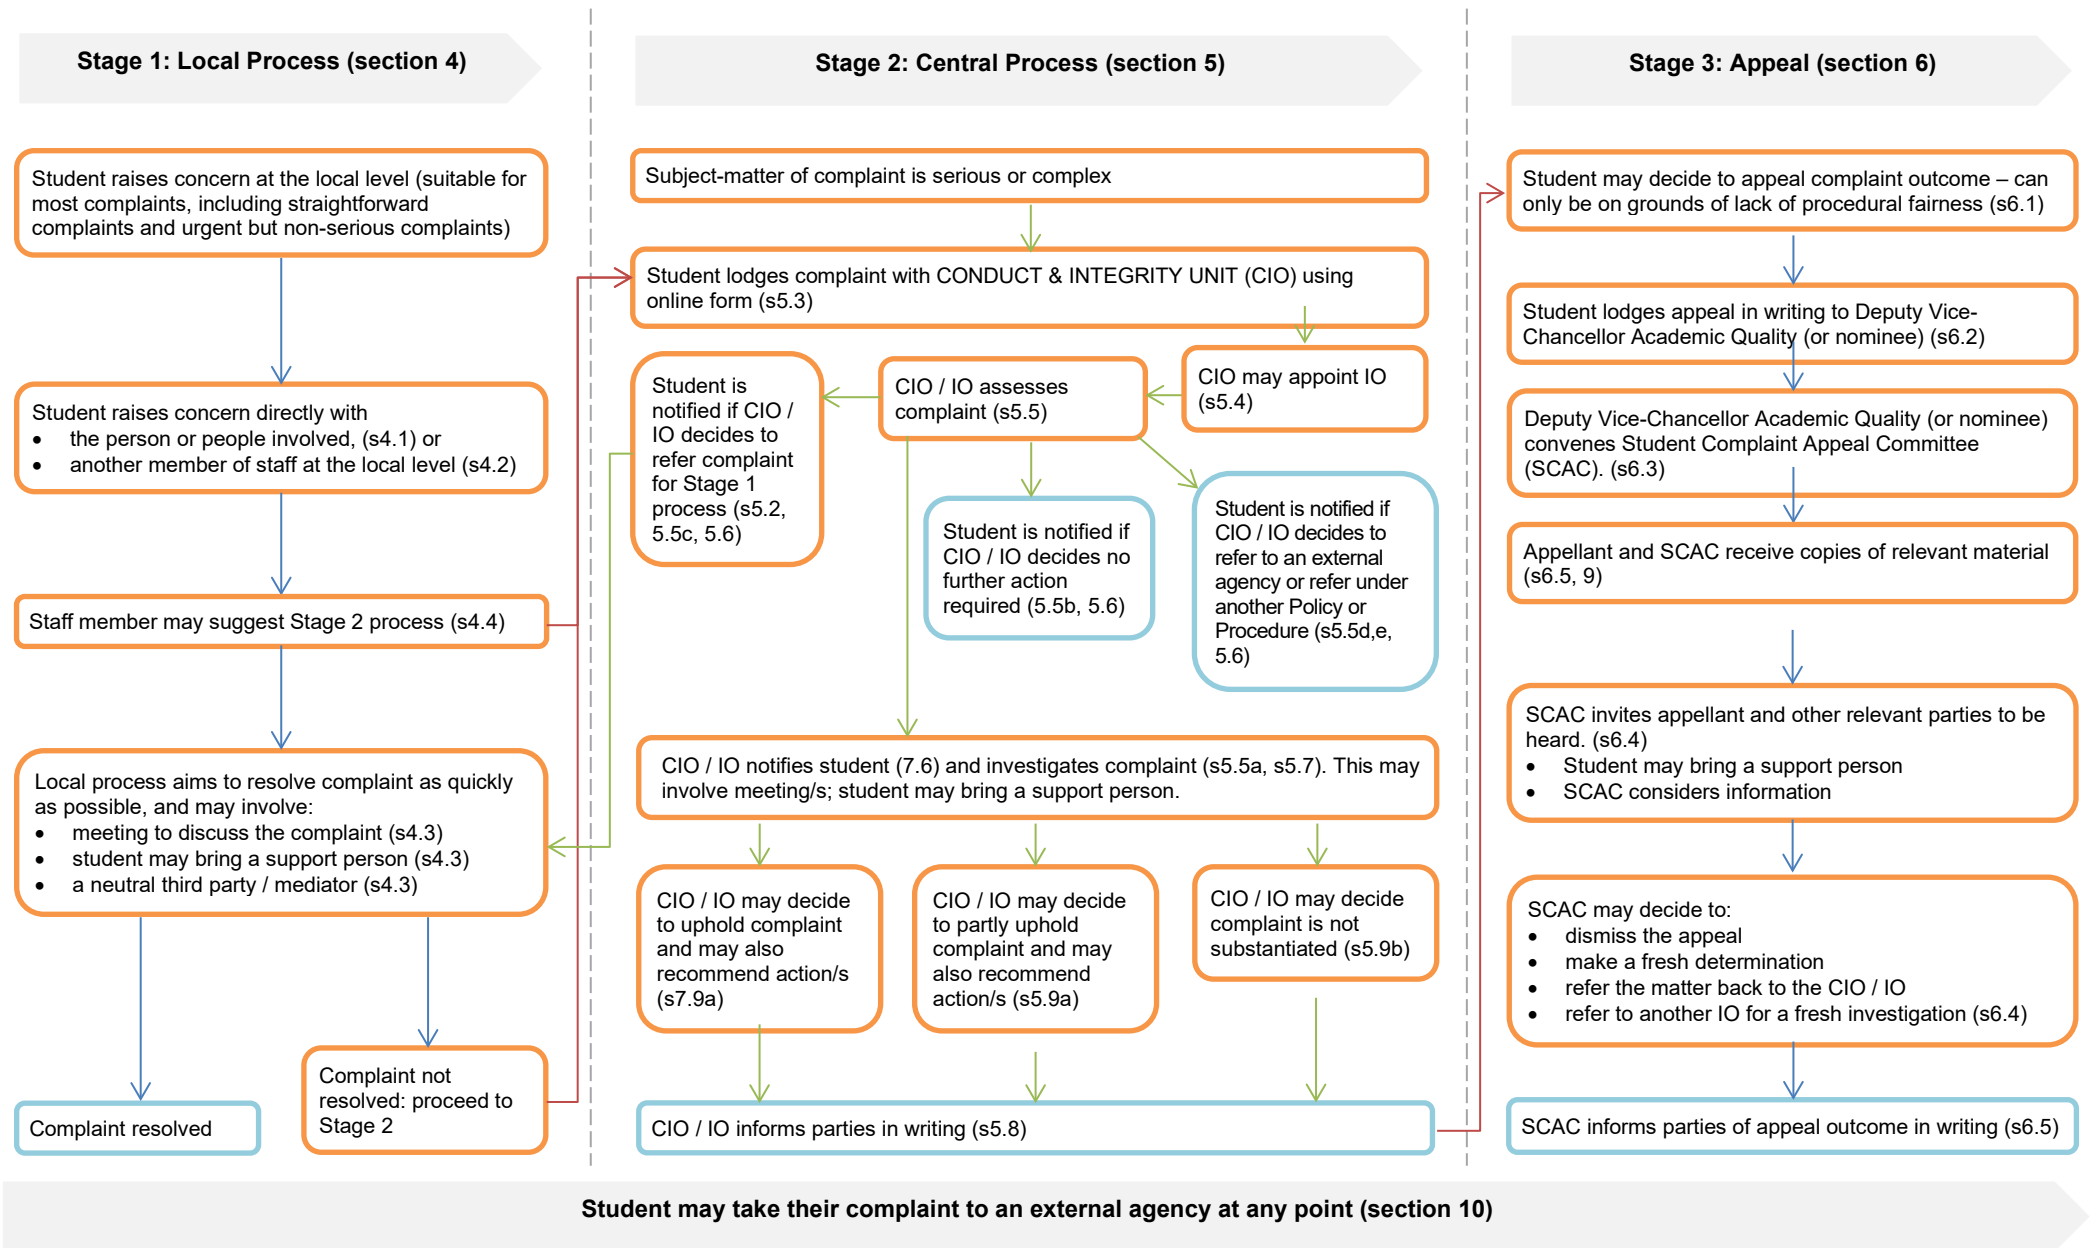 Stage 1: Local Process (section 4)
Student raises concern at the local level (suitable for
most complaints, including straightforward
complaints and urgent but non-serious complaints)
Student raises concern directly with
• the person or people involved, (s4.1) or
• another member of staff at the local level (s4.2)
Staff member may suggest Stage 2 process (s4.4)
Local process aims to resolve complaint as quickly
as possible, and may involve:
• meeting to discuss the complaint (s4.3)
• student may bring a support person (s4.3)
• a neutral third party / mediator (s4.3)
Complaint resolved
Complaint not
resolved: proceed to
Stage 2
Stage 2: Central Process (section 5)
Subject-matter of complaint is serious or complex
Student lodges complaint with CONDUCT & INTEGRITY UNIT (CIO) using
online form (s5.3)
CIO may appoint IO
(s5.4)
CIO / IO assesses
complaint (s5.5)
Student is
notified if CIO /
IO decides to
refer complaint
for Stage 1
process (s5.2,
5.5c, 5.6)
Student is notified if
CIO / IO decides no
further action
required (5.5b, 5.6)
Student is notified if
CIO / IO decides to
refer to an external
agency or refer under
another Policy or
Procedure (s5.5d,e,
5.6)
CIO / IO notifies student (7.6) and investigates complaint (s5.5a, s5.7). This may
involve meeting/s; student may bring a support person.
CIO / IO may decide
to uphold complaint
and may also
recommend action/s
(s7.9a)
CIO / IO may decide
to partly uphold
complaint and may
also recommend
action/s (s5.9a)
CIO / IO may decide
complaint is not
substantiated (s5.9b)
CIO / IO informs parties in writing (s5.8)
Stage 3: Appeal (section 6)
Student may decide to appeal complaint outcome – can
only be on grounds of lack of procedural fairness (s6.1)
Student lodges appeal in writing to Deputy Vice-
Chancellor Academic Quality (or nominee) (s6.2)
Deputy Vice-Chancellor Academic Quality (or nominee)
convenes Student Complaint Appeal Committee
(SCAC). (s6.3)
Appellant and SCAC receive copies of relevant material
(s6.5, 9)
SCAC invites appellant and other relevant parties to be
heard. (s6.4)
• Student may bring a support person
• SCAC considers information
SCAC may decide to:
• dismiss the appeal
• make a fresh determination
• refer the matter back to the CIO / IO
• refer to another IO for a fresh investigation (s6.4)
SCAC informs parties of appeal outcome in writing (s6.5)
Student may take their complaint to an external agency at any point (section 10)